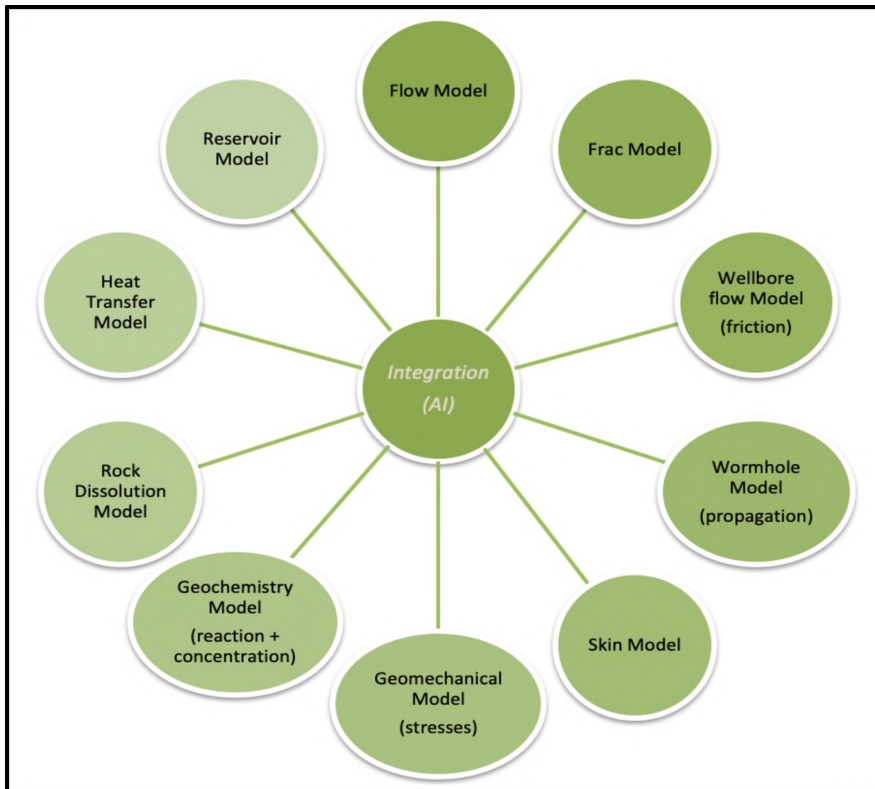 Flow Model
Frac Model
Wellbore
flow Model
(friction)
Wormhole
Model
(propagation)
Skin Model
Geomechanical
Model
(stresses)
Geochemistry
Model
(reaction +
concentration)
Rock
Dissolution
Model
Heat
Transfer
Model
Reservoir
Model
Integration
(AI)